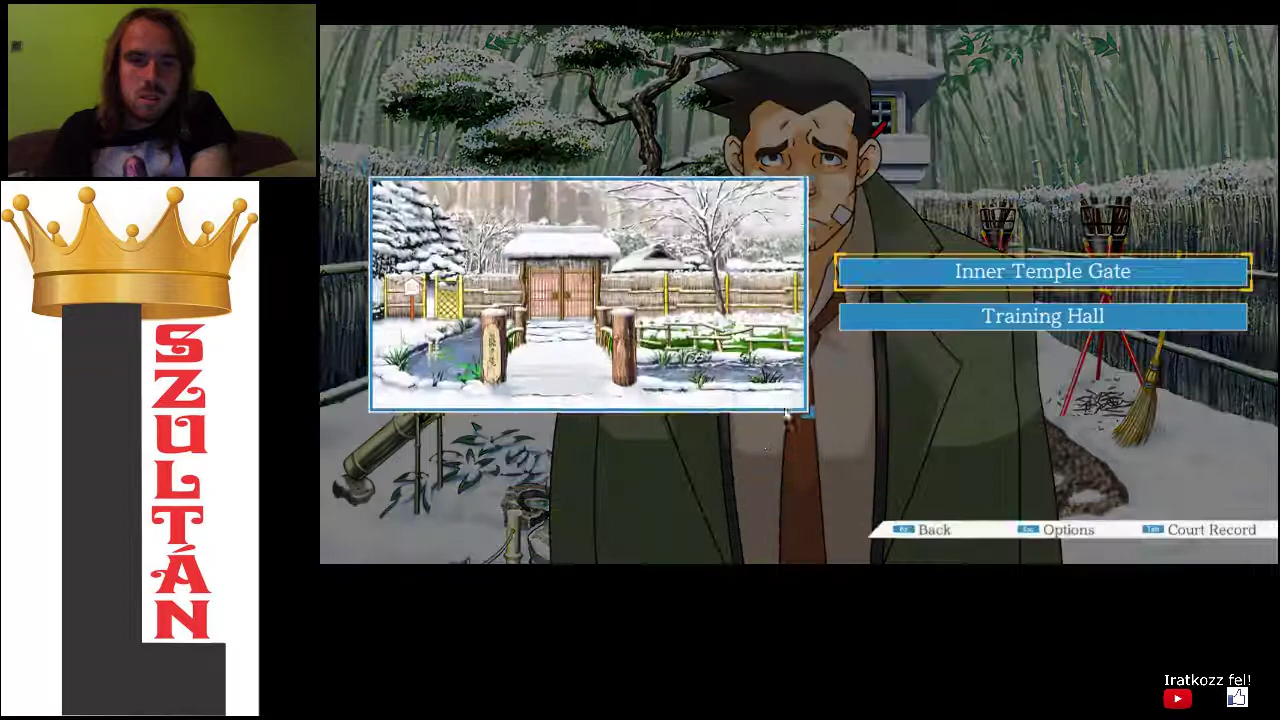 SZULTÁN
Inner Temple Gate
Training Hall
Back
Options
Court Record
Iratkozz fel!